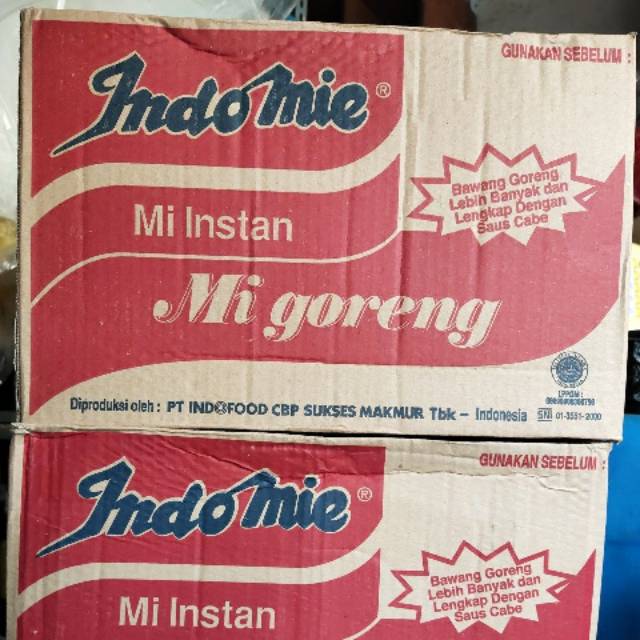 Indomie®
GUNAKAN SEBELUM :
Bawang Goreng
Lebih Banyak dan
Lengkap Dengan
Saus Cabe
Mi Instan
Mi goreng
Diproduksi oleh : PT INDOFOOD CBP SUKSES MAKMUR Tbk – Indonesia
LPPOM :
SNI 01-3551-2000
Indomie®
GUNAKAN SEBELUM :
Bawang Goreng
Lebih Banyak dan
Lengkap Dengan
Saus Cabe
Mi Instan